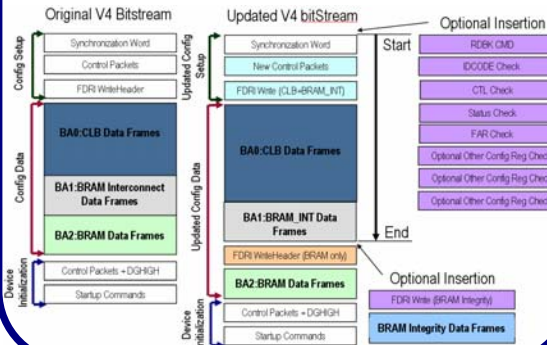 Original V4 Bitstream
Config Setup
Synchronization Word
Control Packets
FDRI WriteHeader
Config Data
BA0:CLB Data Frames
BA1:BRAM Interconnect
Data Frames
BA2:BRAM Data Frames
Device
Initialization
Control Packets + DGHIGH
Startup Commands
Updated V4 bitStream
Updated Config
Setup
Synchronization Word
New Control Packets
FDRI Write (CLB+BRAM_INT)
Updated Config Data
BA0:CLB Data Frames
BA1:BRAM_INT Data
Frames
FDRI WriteHeader (BRAM only)
BA2:BRAM Data Frames
Device
Initialization
Control Packets + DGHIGH
Startup Commands
Start
End
Optional Insertion
RDBK CMD
IDCODE Check
CTL Check
Status Check
FAR Check
Optional Other Config Reg Check
Optional Other Config Reg Check
Optional Other Config Reg Check
Optional Insertion
FDRI Write (BRAM Integrity)
BRAM Integrity Data Frames